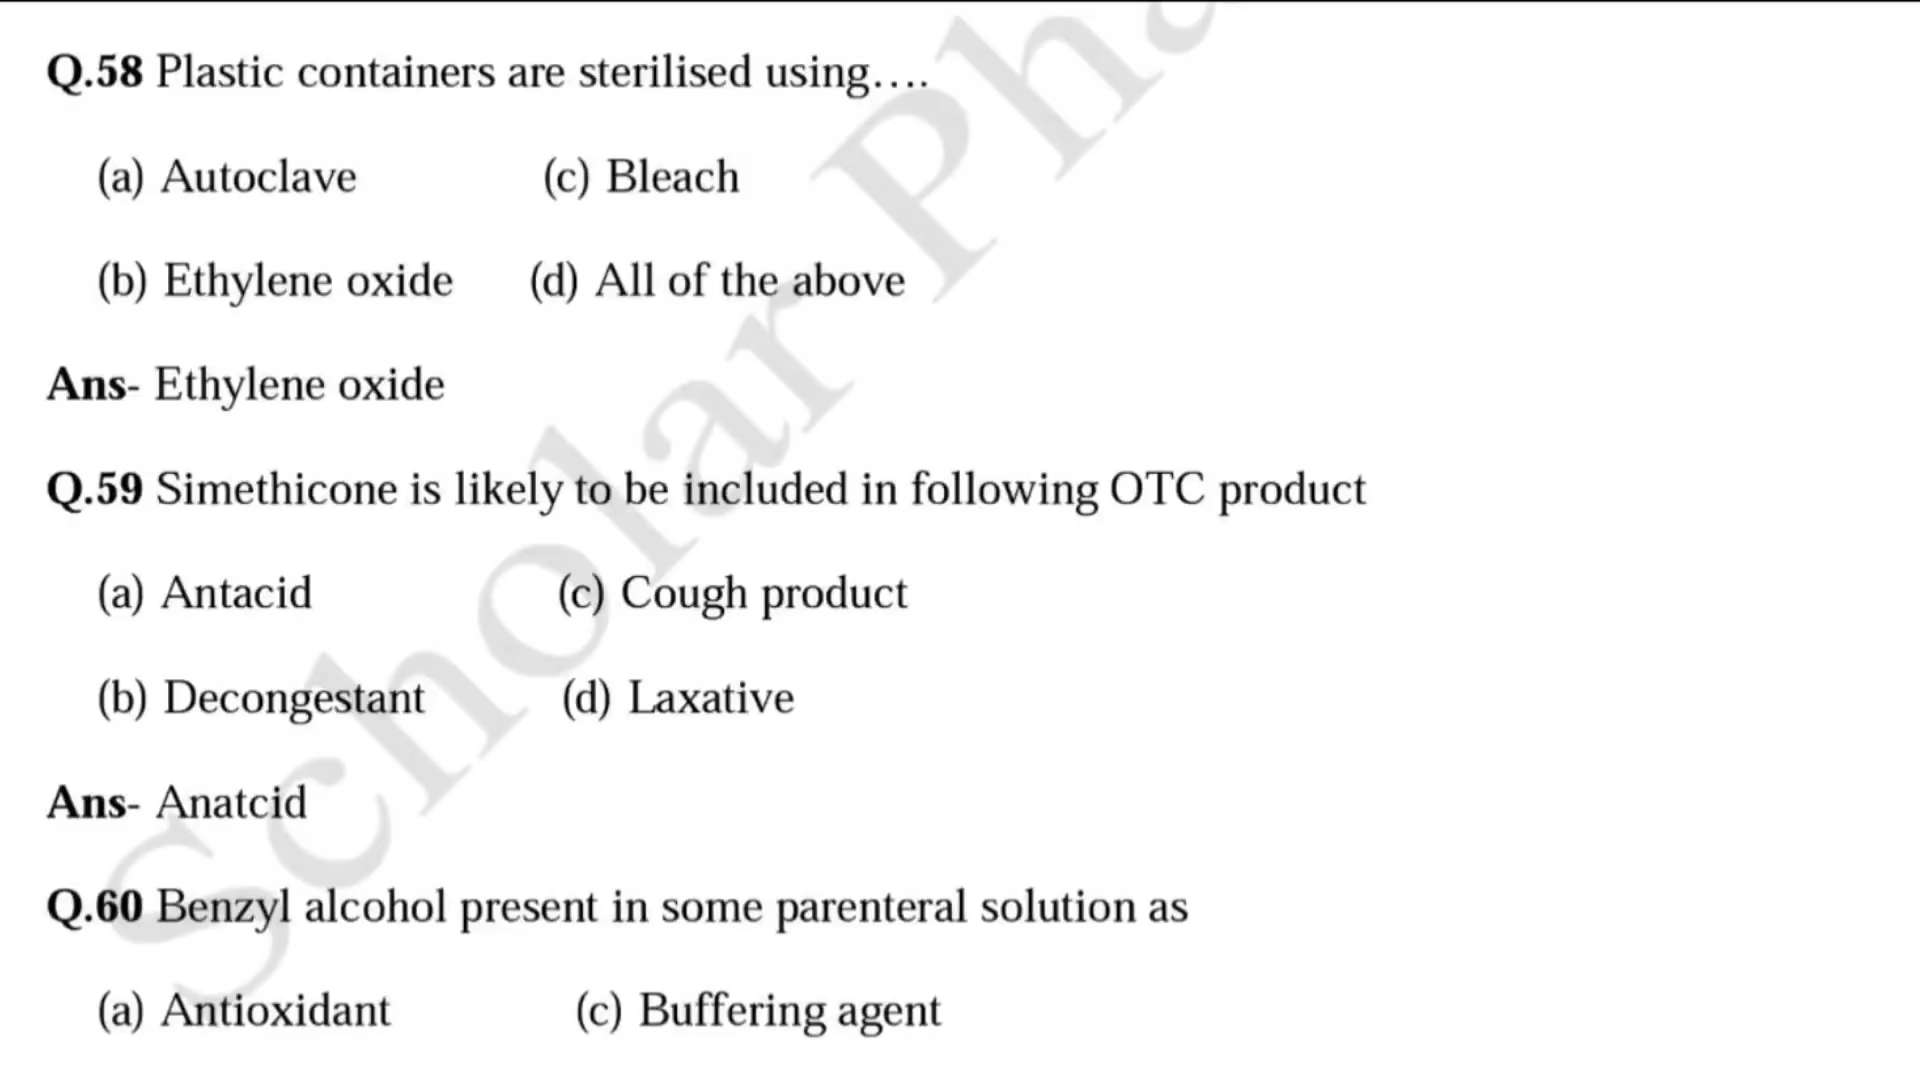 Q.58 Plastic containers are sterilised using....
(a) Autoclave (c) Bleach
(b) Ethylene oxide (d) All of the above
Ans- Ethylene oxide
Q.59 Simethicone is likely to be included in following OTC product
(a) Antacid (c) Cough product
(b) Decongestant (d) Laxative
Ans- Anatcid
Q.60 Benzyl alcohol present in some parenteral solution as
(a) Antioxidant (c) Buffering agent
Scholar Pha